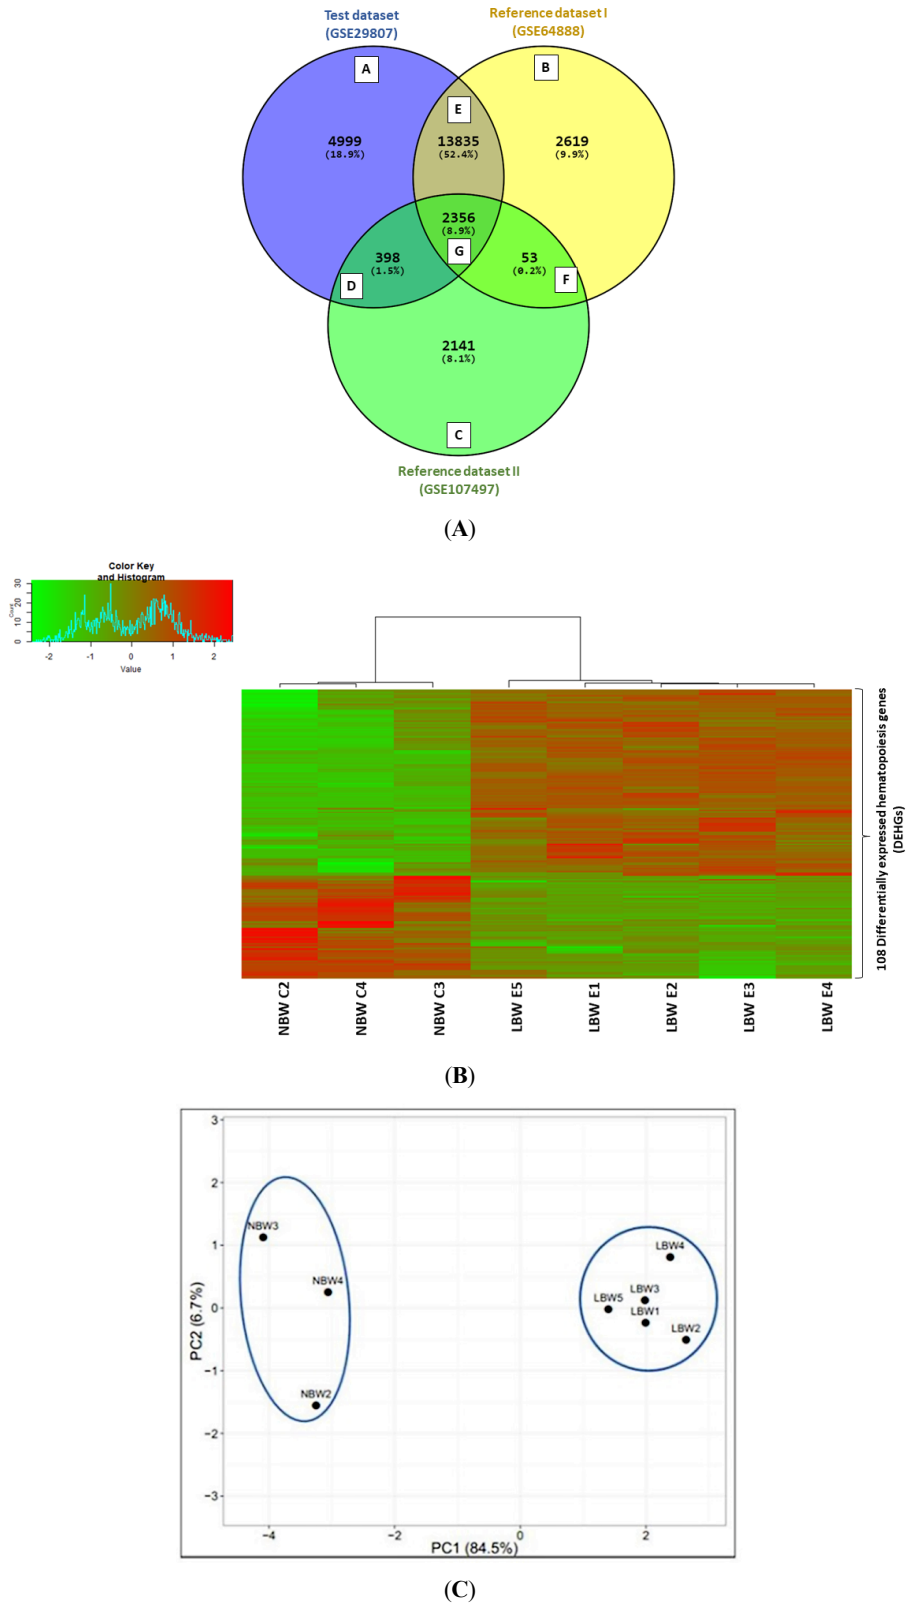 Test dataset
(GSE29807)
Reference dataset I
(GSE64888)
A
B
E
4999
(18.9%)
13835
(52.4%)
2619
(9.9%)
2356
(8.9%)
G
398
(1.5%)
53
(0.2%)
D
F
2141
(8.1%)
C
Reference dataset II
(GSE107497)
(A)
Color Key
and Histogram
Count
0 10 20 30
-2 -1 0 1 2
Value
108 Differentially expressed hematopoiesis genes
(DEHGs)
NBW C2
NBW C4
NBW C3
LBW E5
LBW E1
LBW E2
LBW E3
LBW E4
(B)
3
2
1
0
−1
−2
−3
PC2 (6.7%)
NBW3
NBW4
NBW2
LBW4
LBW3
LBW5
LBW1
LBW2
−4 −2 0 2
PC1 (84.5%)
(C)